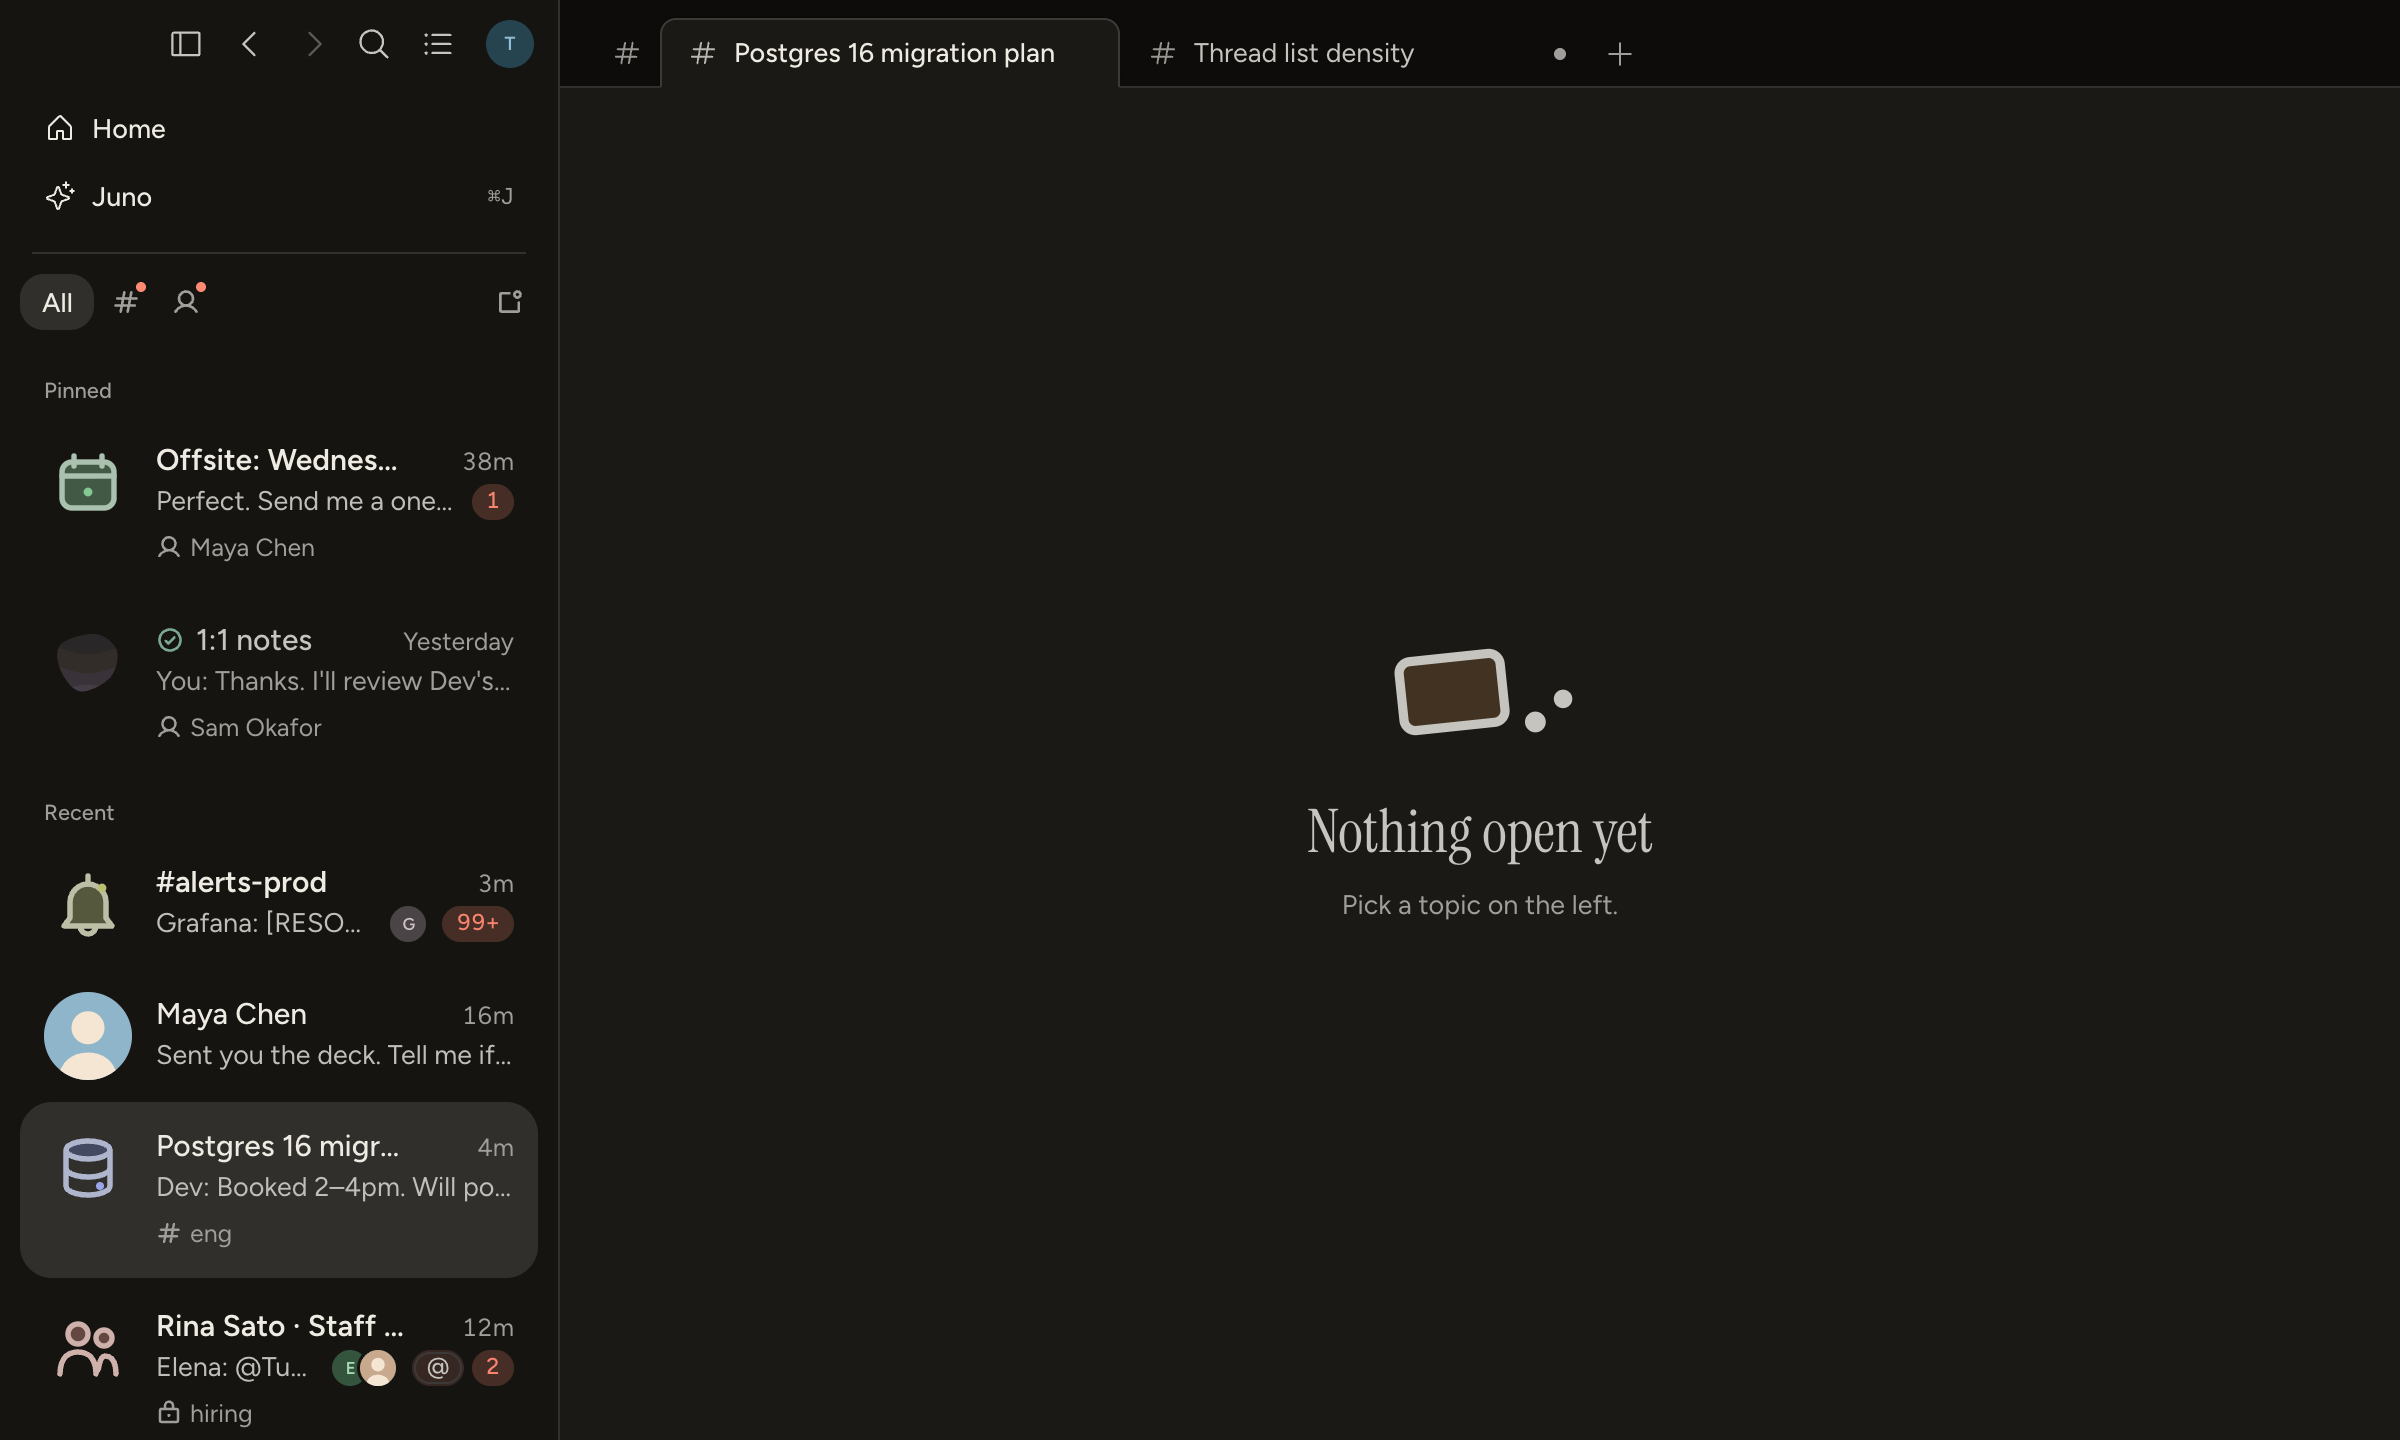 T
Home
Juno ⌘J
All
Pinned
Offsite: Wednes... 38m
Perfect. Send me a one... 1
Maya Chen
1:1 notes Yesterday
You: Thanks. I'll review Dev's...
Sam Okafor
Recent
#alerts-prod 3m
Grafana: [RESO... G 99+
Maya Chen 16m
Sent you the deck. Tell me if...
Postgres 16 migr... 4m
Dev: Booked 2–4pm. Will po...
# eng
Rina Sato · Staff ... 12m
Elena: @Tu... E @ 2
hiring
# # Postgres 16 migration plan # Thread list density
Nothing open yet
Pick a topic on the left.